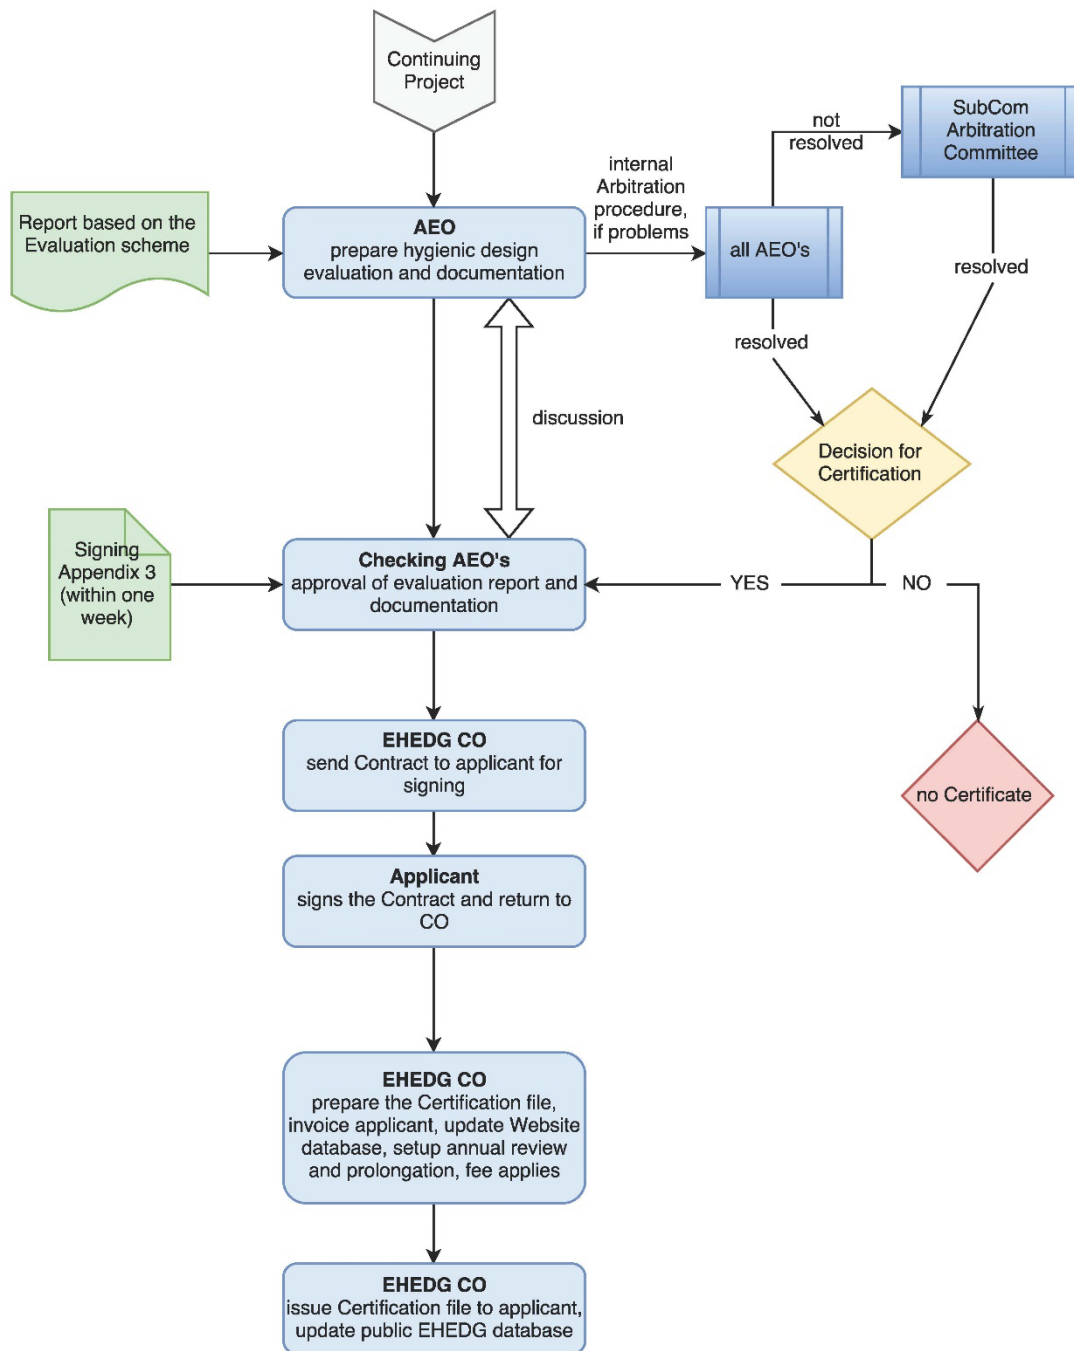 Continuing
Project
SubCom
Arbitration
Committee
not
resolved
internal
Arbitration
procedure,
if problems
Report based on the
Evaluation scheme
AEO
prepare hygienic design
evaluation and documentation
all AEO's
resolved
resolved
discussion
Decision for
Certification
Signing
Appendix 3
(within one
week)
Checking AEO's
approval of evaluation report and
documentation
YES
NO
EHEDG CO
send Contract to applicant for
signing
no Certificate
Applicant
signs the Contract and return to
CO
EHEDG CO
prepare the Certification file,
invoice applicant, update Website
database, setup annual review
and prolongation, fee applies
EHEDG CO
issue Certification file to applicant,
update public EHEDG database